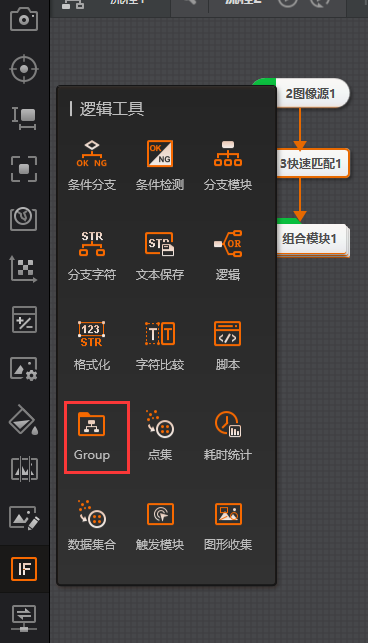 流程1
流程2
逻辑工具
2图像源1
OK NG
OK
NG
条件分支
条件检测
分支模块
3快速匹配1
STR
STR
OR
分支字符
文本保存
逻辑
组合模块1
123
STR
T T
</>
格式化
字符比较
脚本
Group
点集
耗时统计
IF
数据集合
触发模块
图形收集